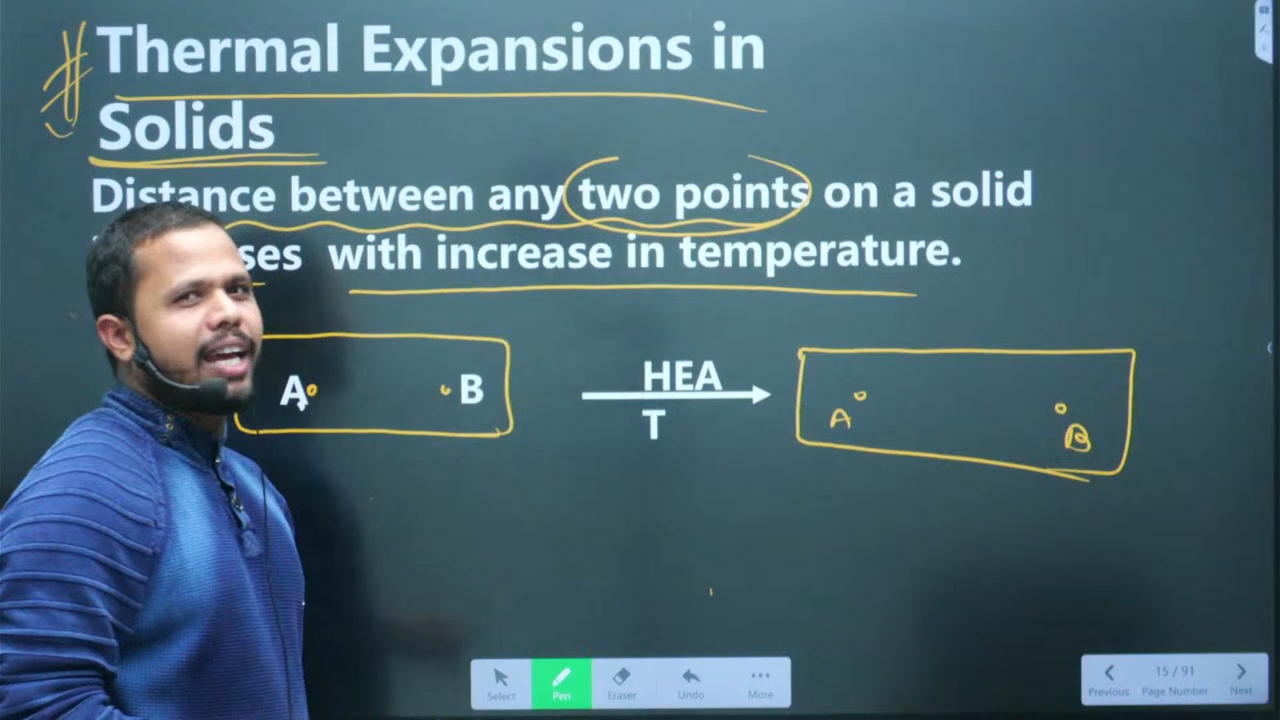 Thermal Expansions in
Solids
Distance between any two points on a solid
ses with increase in temperature.
A B
HEA
T
A
B
Select Pen Eraser Undo More
Previous 15 / 91 Page Number Next